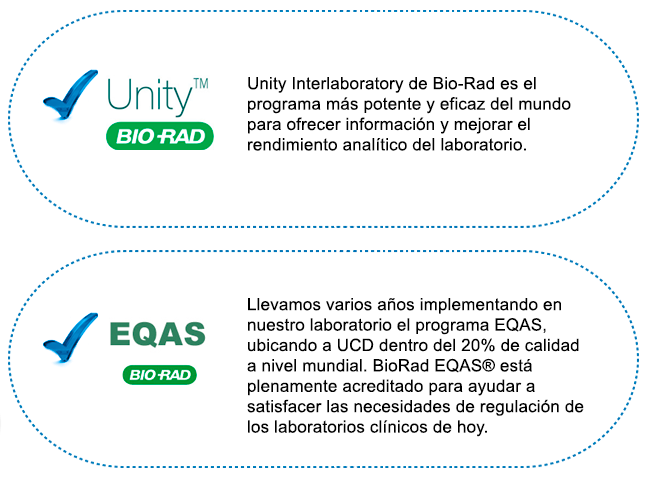 Unity™
BIO-RAD
Unity Interlaboratory de Bio-Rad es el
programa más potente y eficaz del mundo
para ofrecer información y mejorar el
rendimiento analítico del laboratorio.
EQAS
BIO-RAD
Llevamos varios años implementando en
nuestro laboratorio el programa EQAS,
ubicando a UCD dentro del 20% de calidad
a nivel mundial. BioRad EQAS® está
plenamente acreditado para ayudar a
satisfacer las necesidades de regulación de
los laboratorios clínicos de hoy.